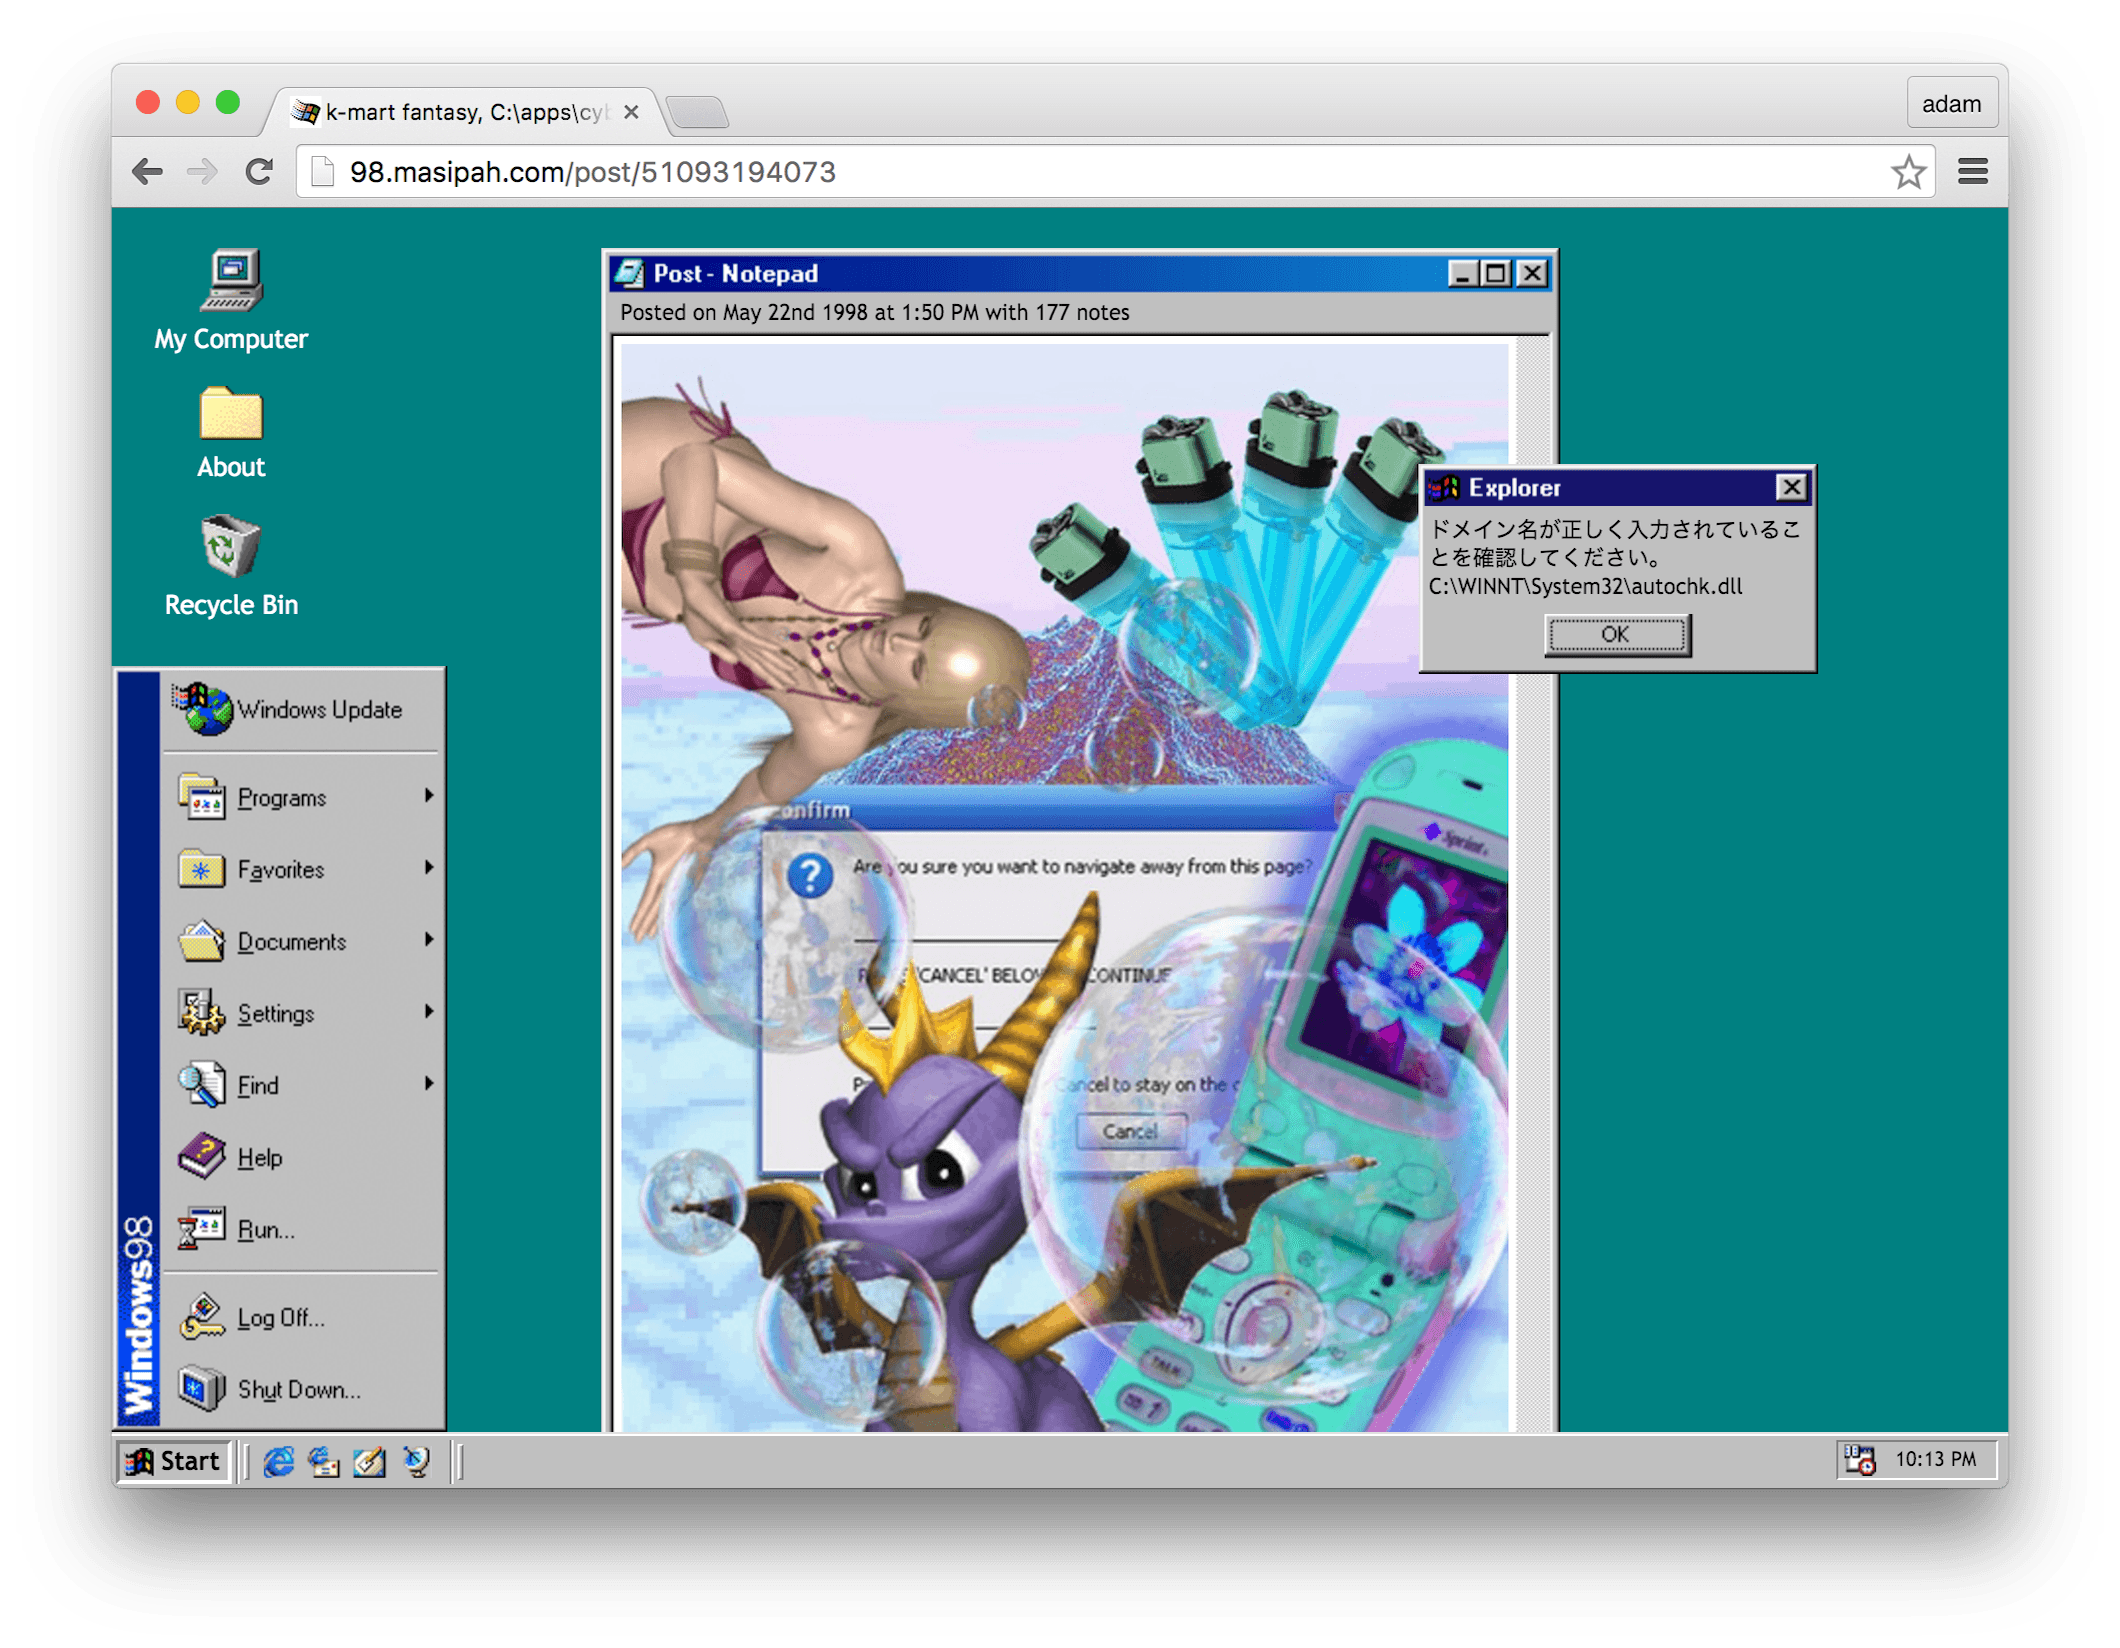 k-mart fantasy, C:\apps\cyb
adam
98.masipah.com/post/51093194073
My Computer
About
Recycle Bin
Post - Notepad
Posted on May 22nd 1998 at 1:50 PM with 177 notes
Explorer
ドメイン名が正しく入力されているこ
とを確認してください。
C:\WINNT\System32\autochk.dll
OK
onfirm
Are you sure you want to navigate away from this page?
'CANCEL' BELOW CONTINUE
Cancel to stay on the
Cancel
Sprint
TALK
Windows Update
Programs
Favorites
Documents
Settings
Find
Help
Run...
Log Off...
Shut Down...
Windows98
Start
10:13 PM